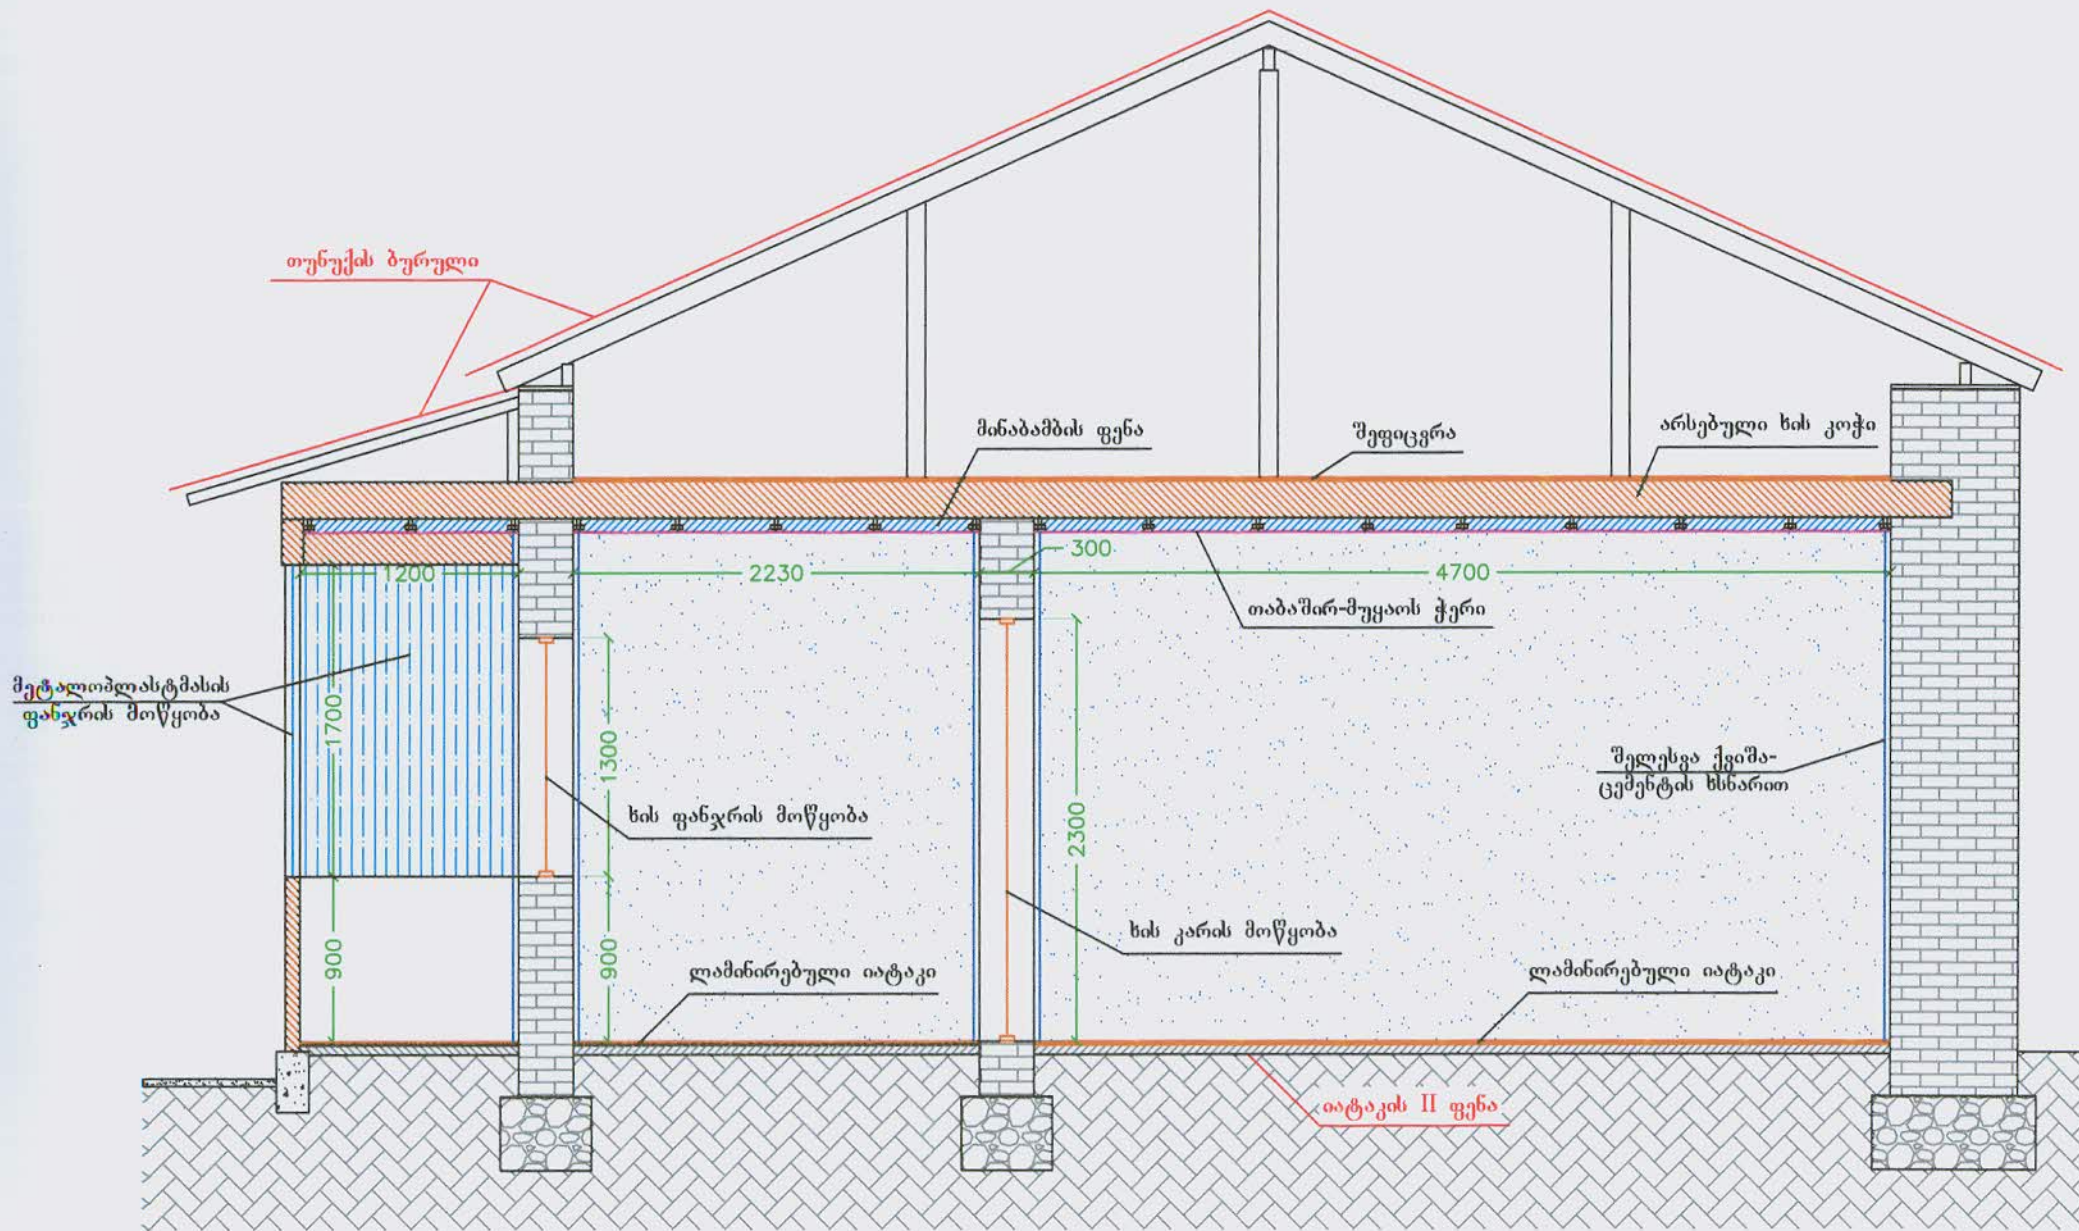 თუნუქის ბურული
მინაბამბის ფენა
შეფიცვრა
არსებული ხის კოჭი
300
1200
2230
4700
თაბაშირ-მუყაოს ჭერი
მეტალოპლასტმასის
ფანჯრის მოწყობა
1700
1300
შელესვა ქვიშა-
ცემენტის ხსნარით
ხის ფანჯრის მოწყობა
2300
ხის კარის მოწყობა
900
900
ლამინირებული იატაკი
ლამინირებული იატაკი
იატაკის II ფენა